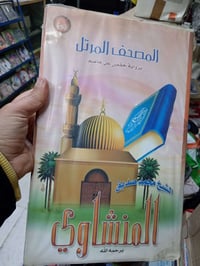 المصحف المرتل
برواية حفص عن عاصم
الشيخ محمد صديق
المنشاوي
يرحمه الله